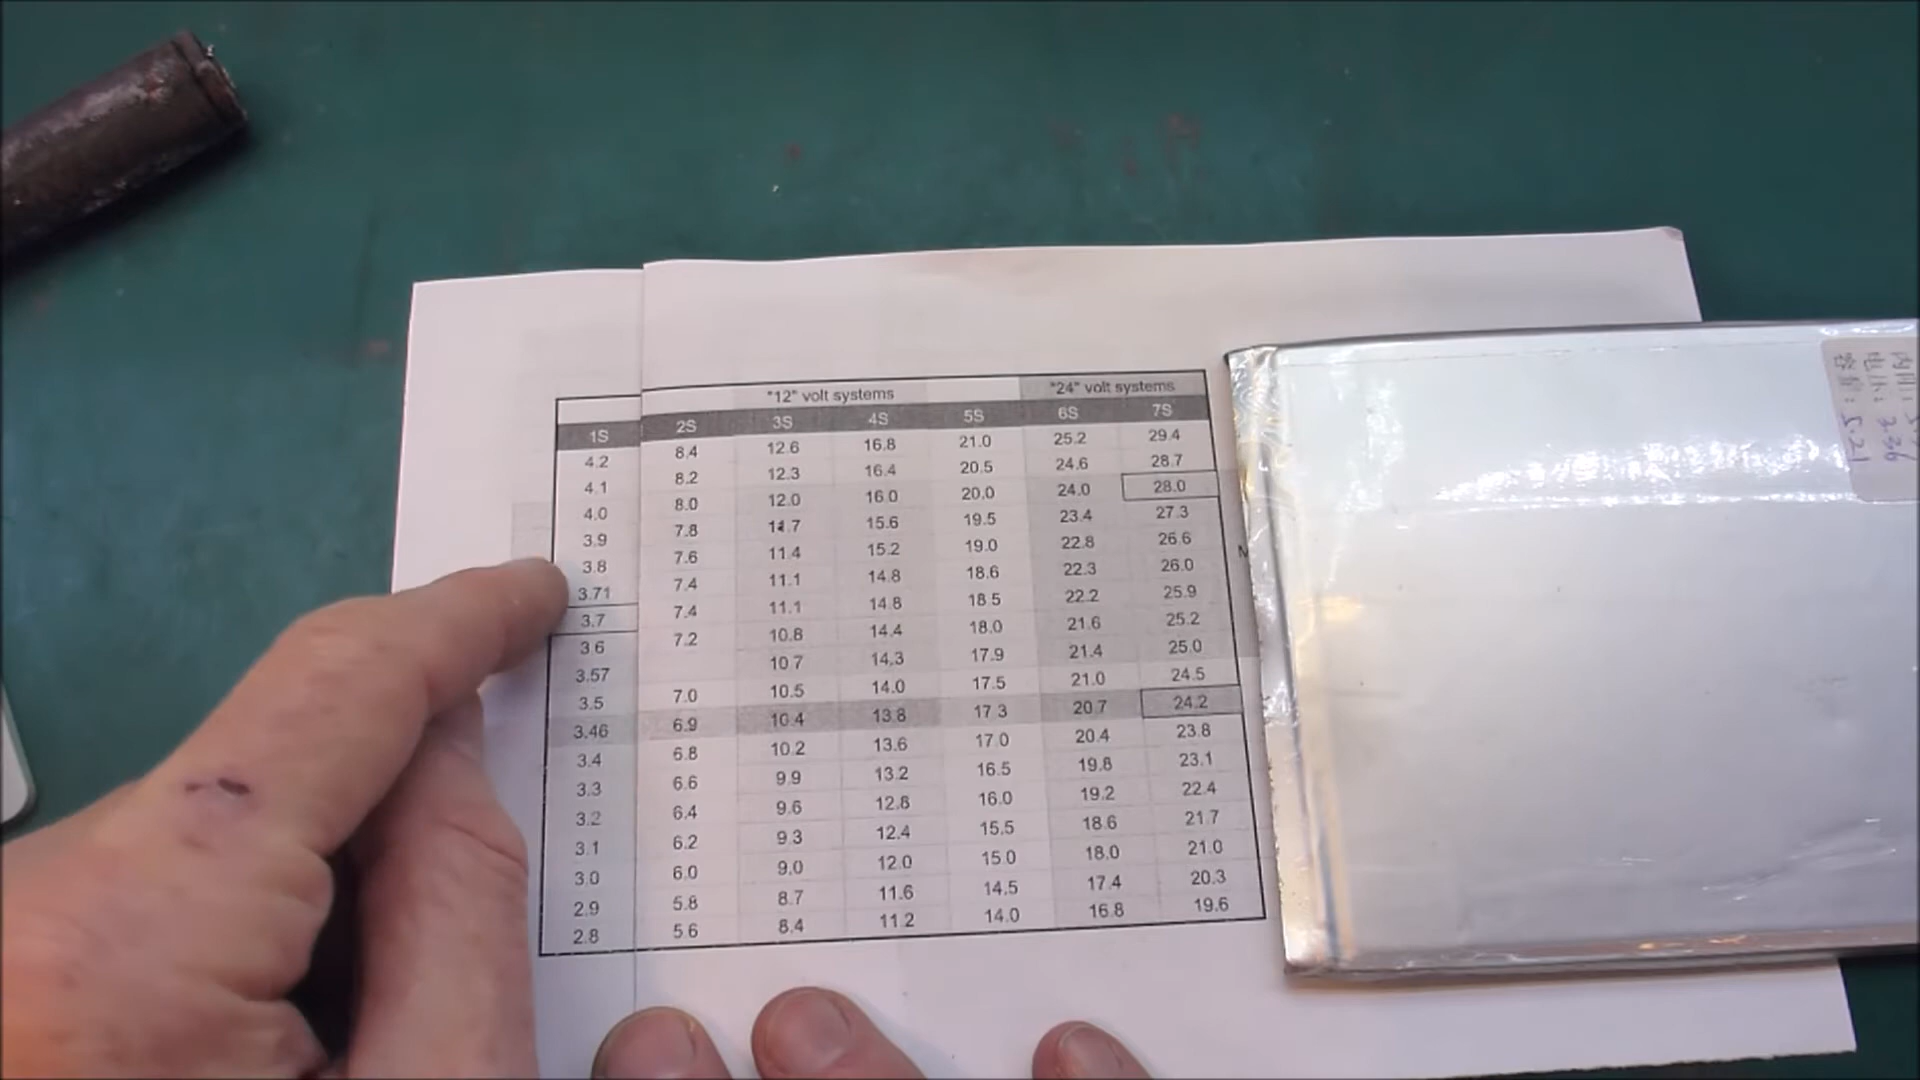 "12" volt systems "24" volt systems
1S 2S 3S 4S 5S 6S 7S
4.2 8.4 12.6 16.8 21.0 25.2 29.4
4.1 8.2 12.3 16.4 20.5 24.6 28.7
4.0 8.0 12.0 16.0 20.0 24.0 28.0
3.9 7.8 11.7 15.6 19.5 23.4 27.3
3.8 7.6 11.4 15.2 19.0 22.8 26.6
3.71 7.4 11.1 14.8 18.6 22.3 26.0
3.7 7.4 11.1 14.8 18.5 22.2 25.9
3.6 7.2 10.8 14.4 18.0 21.6 25.2
3.57 10.7 14.3 17.9 21.4 25.0
3.5 7.0 10.5 14.0 17.5 21.0 24.5
3.46 6.9 10.4 13.8 17.3 20.7 24.2
3.4 6.8 10.2 13.6 17.0 20.4 23.8
3.3 6.6 9.9 13.2 16.5 19.8 23.1
3.2 6.4 9.6 12.8 16.0 19.2 22.4
3.1 6.2 9.3 12.4 15.5 18.6 21.7
3.0 6.0 9.0 12.0 15.0 18.0 21.0
2.9 5.8 8.7 11.6 14.5 17.4 20.3
2.8 5.6 8.4 11.2 14.0 16.8 19.6
内阻:
电压: 3.36
容量: 5.21